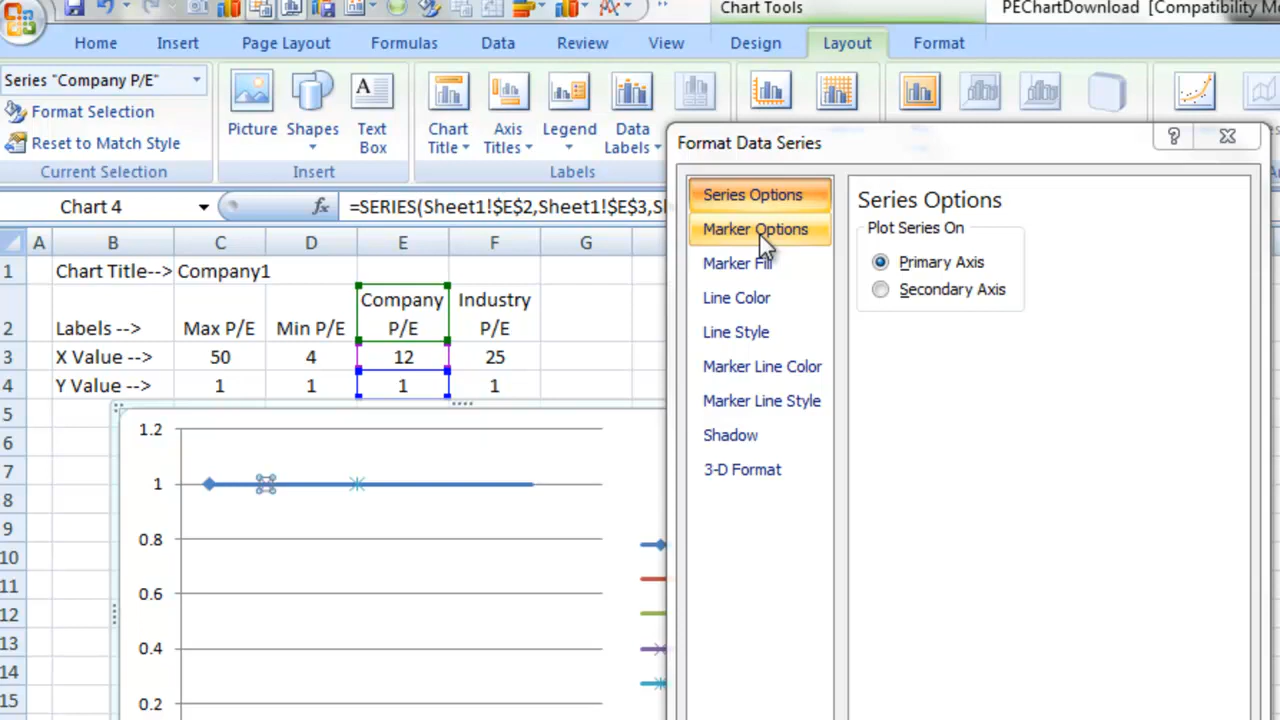 Chart Tools
PEChartDownload [Compatibility Mo
Home Insert Page Layout Formulas Data Review View Design Layout Format
Series "Company P/E"
Format Selection
Reset to Match Style
Current Selection
Picture
Shapes
Text
Box
Insert
Chart
Title
Axis
Titles
Legend
Data
Labels
Labels
Format Data Series
Chart 4
fx
=SERIES(Sheet1!$E$2,Sheet1!$E$3,Sh
A B C D E F G
1 Chart Title--> Company1
2 Labels --> Max P/E Min P/E Company P/E Industry P/E
3 X Value --> 50 4 12 25
4 Y Value --> 1 1 1 1
5
6
7
8
9
10
11
12
13
14
15
1.2
1
0.8
0.6
0.4
0.2
Series Options
Marker Options
Marker Fill
Line Color
Line Style
Marker Line Color
Marker Line Style
Shadow
3-D Format
Series Options
Plot Series On
Primary Axis
Secondary Axis